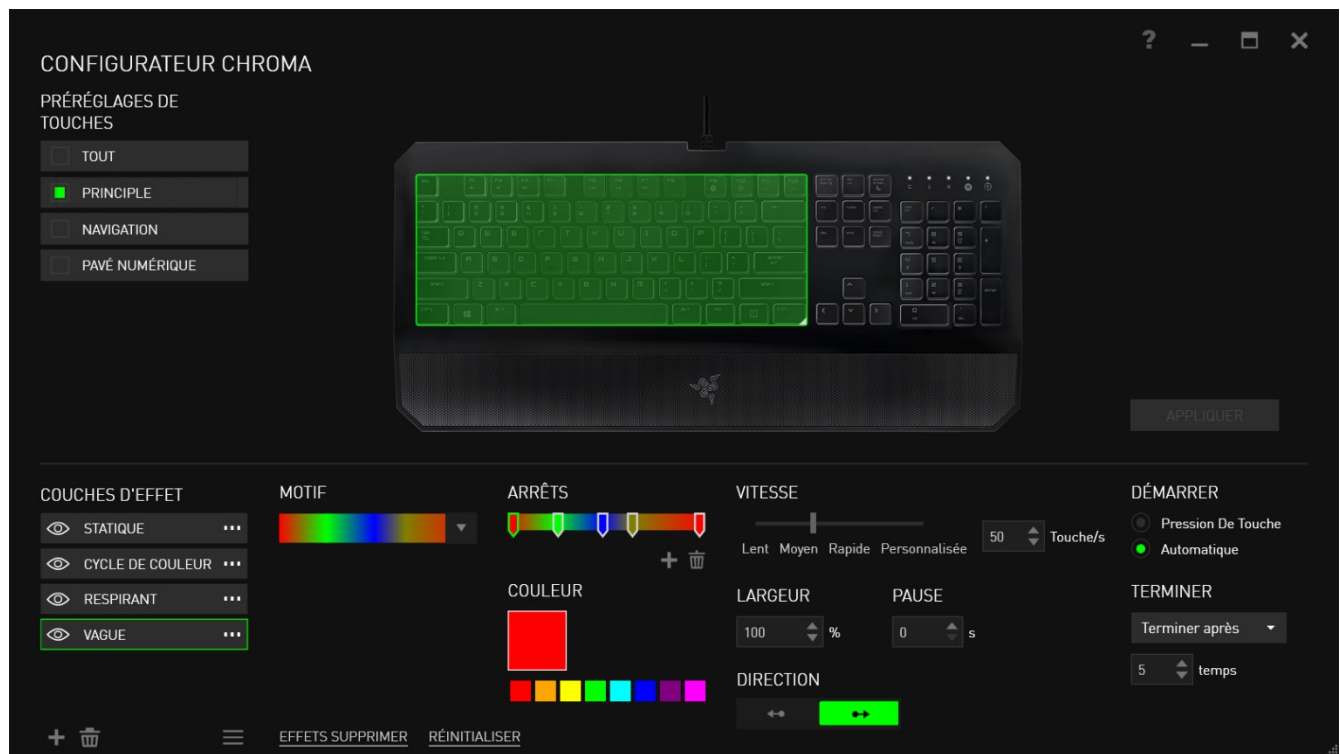 ?
CONFIGURATEUR CHROMA
PRÉRÉGLAGES DE
TOUCHES
TOUT
PRINCIPLE
NAVIGATION
PAVÉ NUMÉRIQUE
APPLIQUER
COUCHES D'EFFET
STATIQUE
CYCLE DE COULEUR
RESPIRANT
VAGUE
MOTIF
EFFETS SUPPRIMER RÉINITIALISER
ARRÊTS
COULEUR
VITESSE
Lent Moyen Rapide Personnalisée
50 Touche/s
LARGEUR PAUSE
100 % 0 s
DIRECTION
DÉMARRER
Pression De Touche
Automatique
TERMINER
Terminer après
5 temps